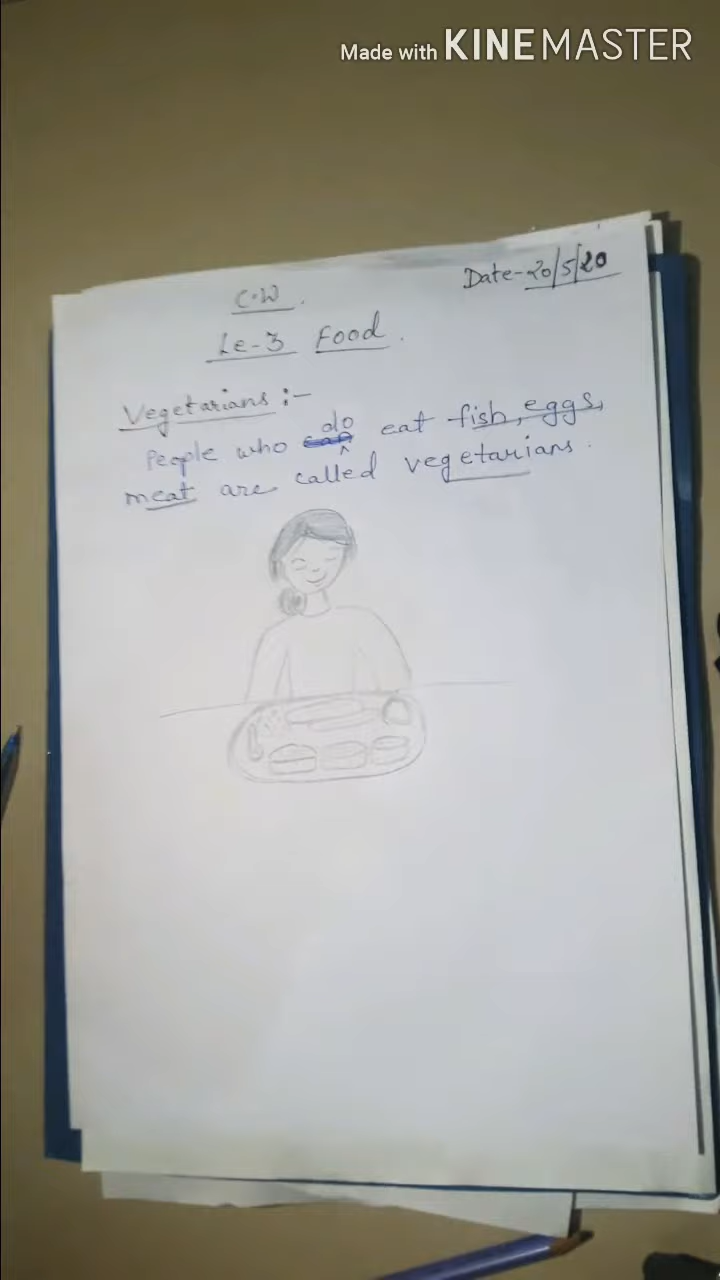 Made with KINEMASTER
Date-20/5/20
C.W.
Le-3 Food.
Vegetarians :-
People who do eat fish, eggs,
meat are called vegetarians.